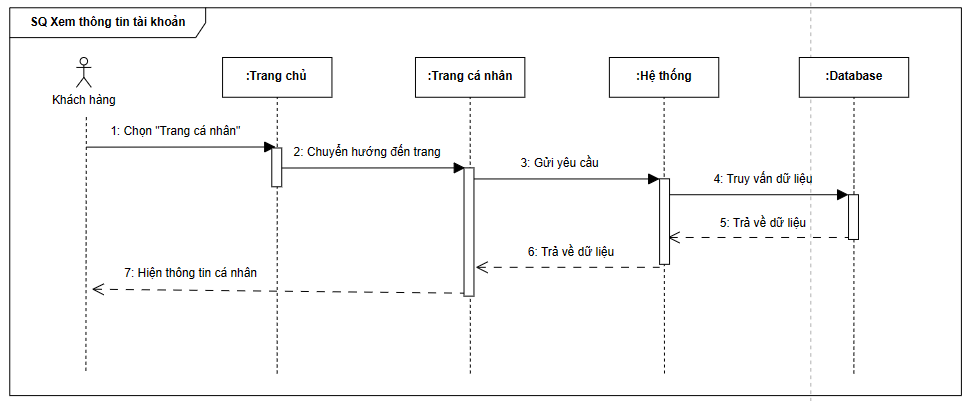 SQ Xem thông tin tài khoản
Khách hàng
:Trang chủ
:Trang cá nhân
:Hệ thống
:Database
1: Chọn "Trang cá nhân"
2: Chuyển hướng đến trang
3: Gửi yêu cầu
4: Truy vấn dữ liệu
5: Trả về dữ liệu
6: Trả về dữ liệu
7: Hiện thông tin cá nhân